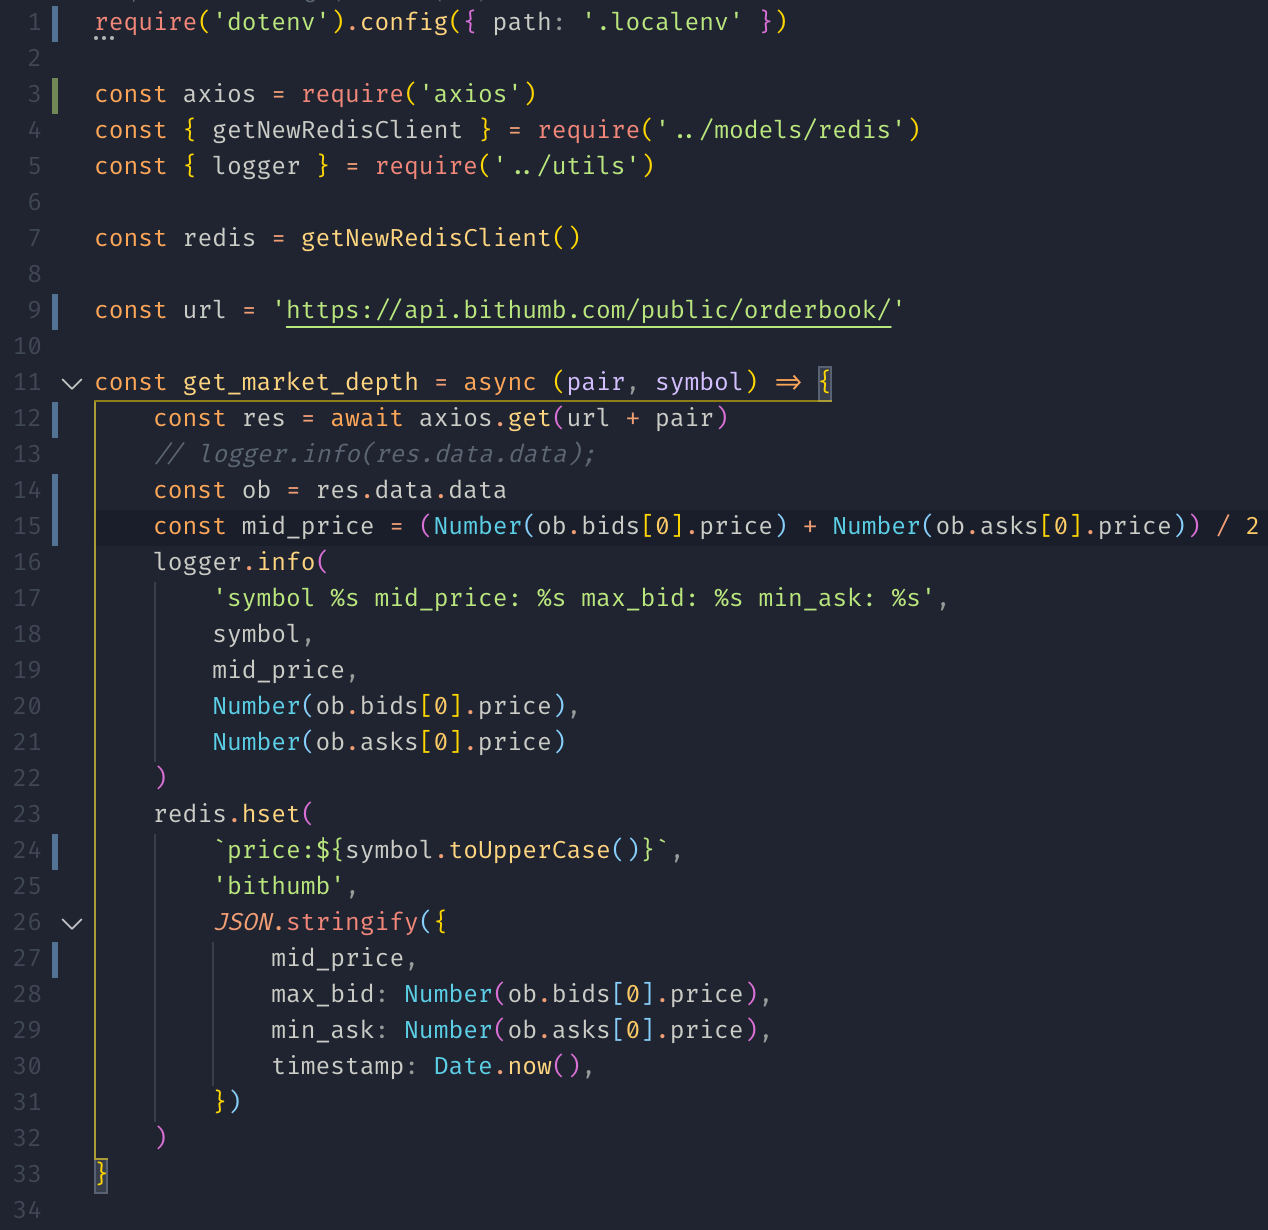 1 require('dotenv').config({ path: '.localenv' })
2
3 const axios = require('axios')
4 const { getNewRedisClient } = require('../models/redis')
5 const { logger } = require('../utils')
6
7 const redis = getNewRedisClient()
8
9 const url = 'https://api.bithumb.com/public/orderbook/'
10
11 const get_market_depth = async (pair, symbol) => {
12     const res = await axios.get(url + pair)
13     // logger.info(res.data.data);
14     const ob = res.data.data
15     const mid_price = (Number(ob.bids[0].price) + Number(ob.asks[0].price)) / 2
16     logger.info(
17         'symbol %s mid_price: %s max_bid: %s min_ask: %s',
18         symbol,
19         mid_price,
20         Number(ob.bids[0].price),
21         Number(ob.asks[0].price)
22     )
23     redis.hset(
24         `price:${symbol.toUpperCase()}`,
25         'bithumb',
26         JSON.stringify({
27             mid_price,
28             max_bid: Number(ob.bids[0].price),
29             min_ask: Number(ob.asks[0].price),
30             timestamp: Date.now(),
31         })
32     )
33 }
34